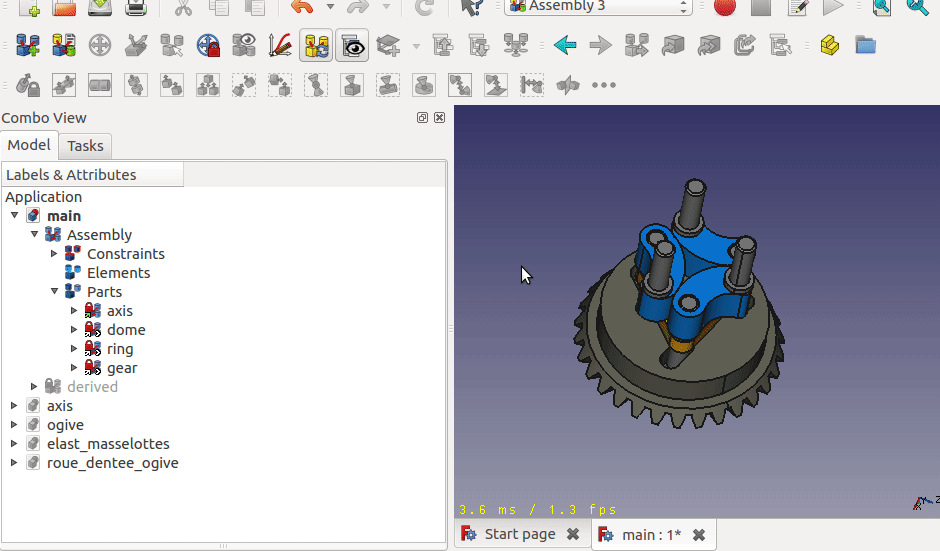 Assembly 3
Combo View
Model Tasks
Labels & Attributes
Application
main
Assembly
Constraints
Elements
Parts
axis
dome
ring
gear
derived
axis
ogive
elast_masselottes
roue_dentee_ogive
3.6 ms / 1.3 fps
z
Start page main : 1*